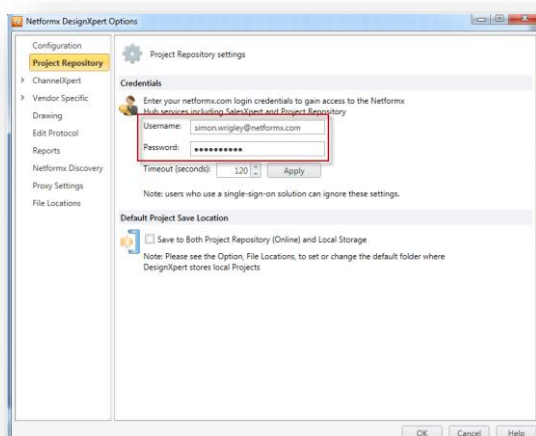 Netformx DesignXpert Options
Configuration
Project Repository
ChannelXpert
Vendor Specific
Drawing
Edit Protocol
Reports
Netformx Discovery
Proxy Settings
File Locations
Project Repository settings
Credentials
Enter your netformx.com login credentials to gain access to the Netformx
Hub services including SalesXpert and Project Repository
Username: simon.wrigley@netformx.com
Password: ••••••••••
Timeout (seconds): 120 Apply
Note: users who use a single-sign-on solution can ignore these settings.
Default Project Save Location
Save to Both Project Repository (Online) and Local Storage
Note: Please see the Option, File Locations, to set or change the default folder where
DesignXpert stores local Projects
OK Cancel Help